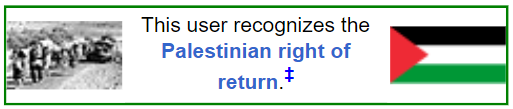 This user recognizes the
Palestinian right of
return.‡